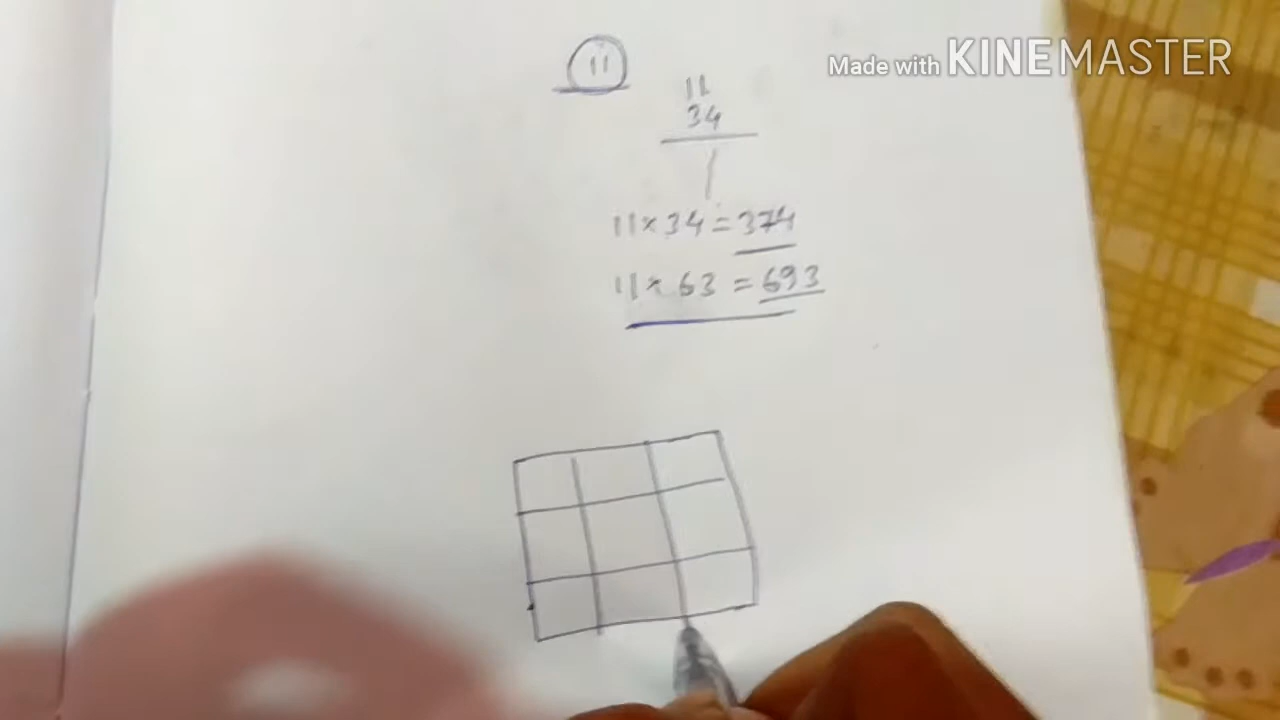 Made with KINEMASTER
11
11
34
11 × 34 = 374
11 × 63 = 693